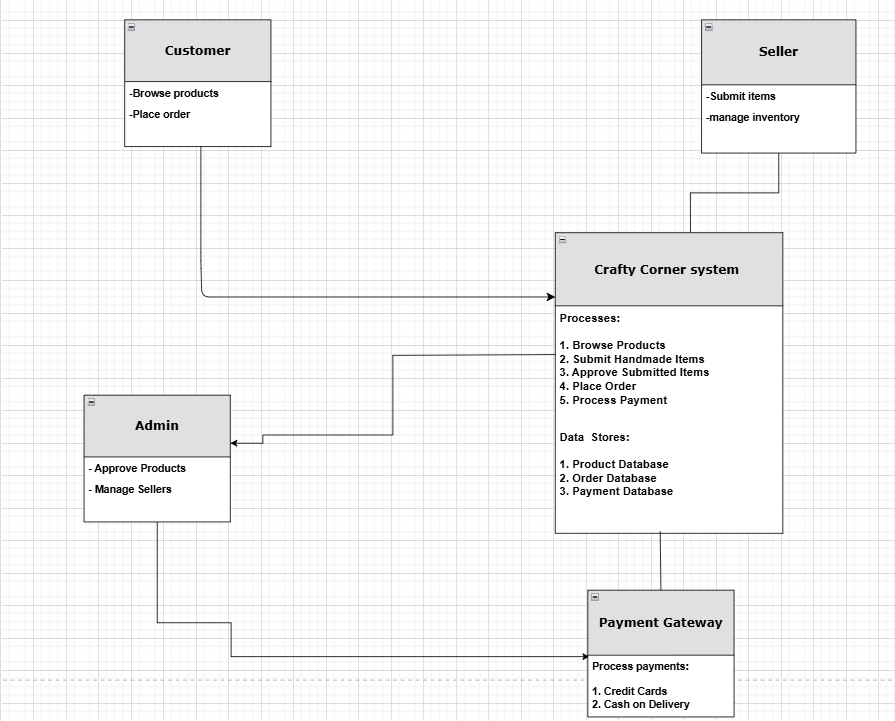 Customer
-Browse products
-Place order
Seller
-Submit items
-manage inventory
Crafty Corner system
Processes:
1. Browse Products
2. Submit Handmade Items
3. Approve Submitted Items
4. Place Order
5. Process Payment
Data Stores:
1. Product Database
2. Order Database
3. Payment Database
Admin
- Approve Products
- Manage Sellers
Payment Gateway
Process payments:
1. Credit Cards
2. Cash on Delivery